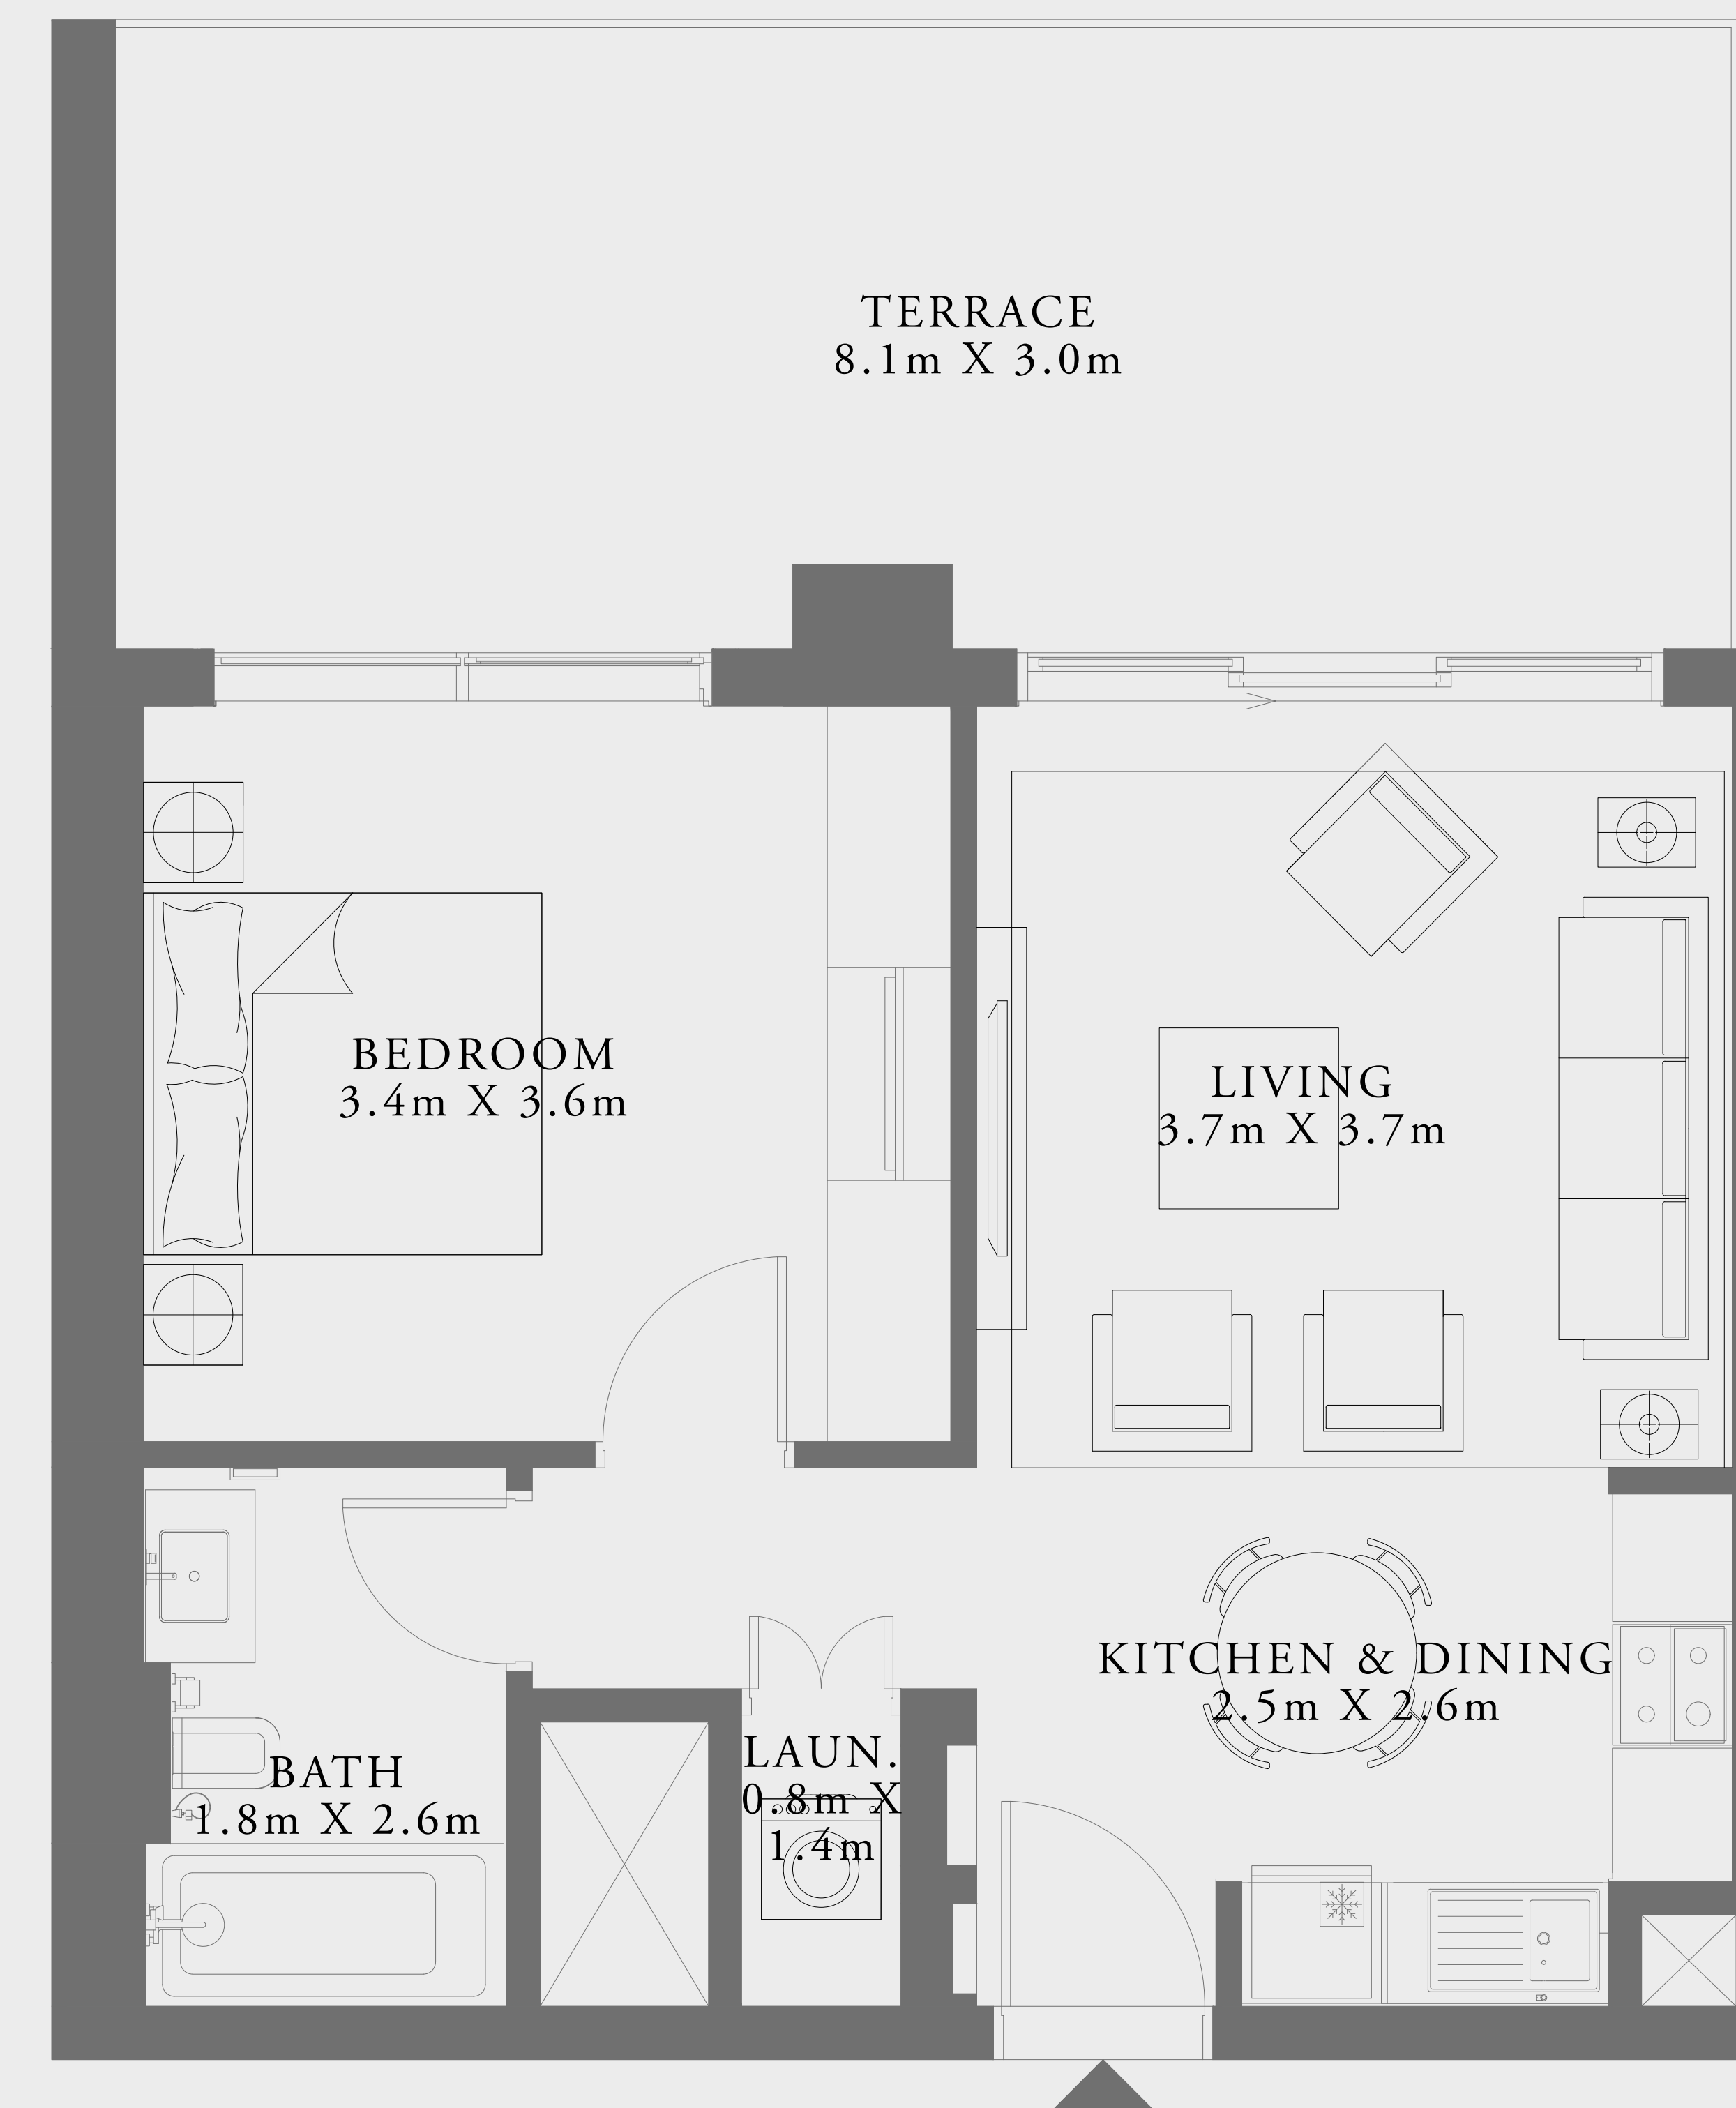 TERRACE
8.1m X 3.0m
BEDROOM
3.4m X 3.6m
LIVING
3.7m X 3.7m
KITCHEN & DINING
2.5m X 2.6m
LAUN.
0.8m X
1.4m
BATH
1.8m X 2.6m